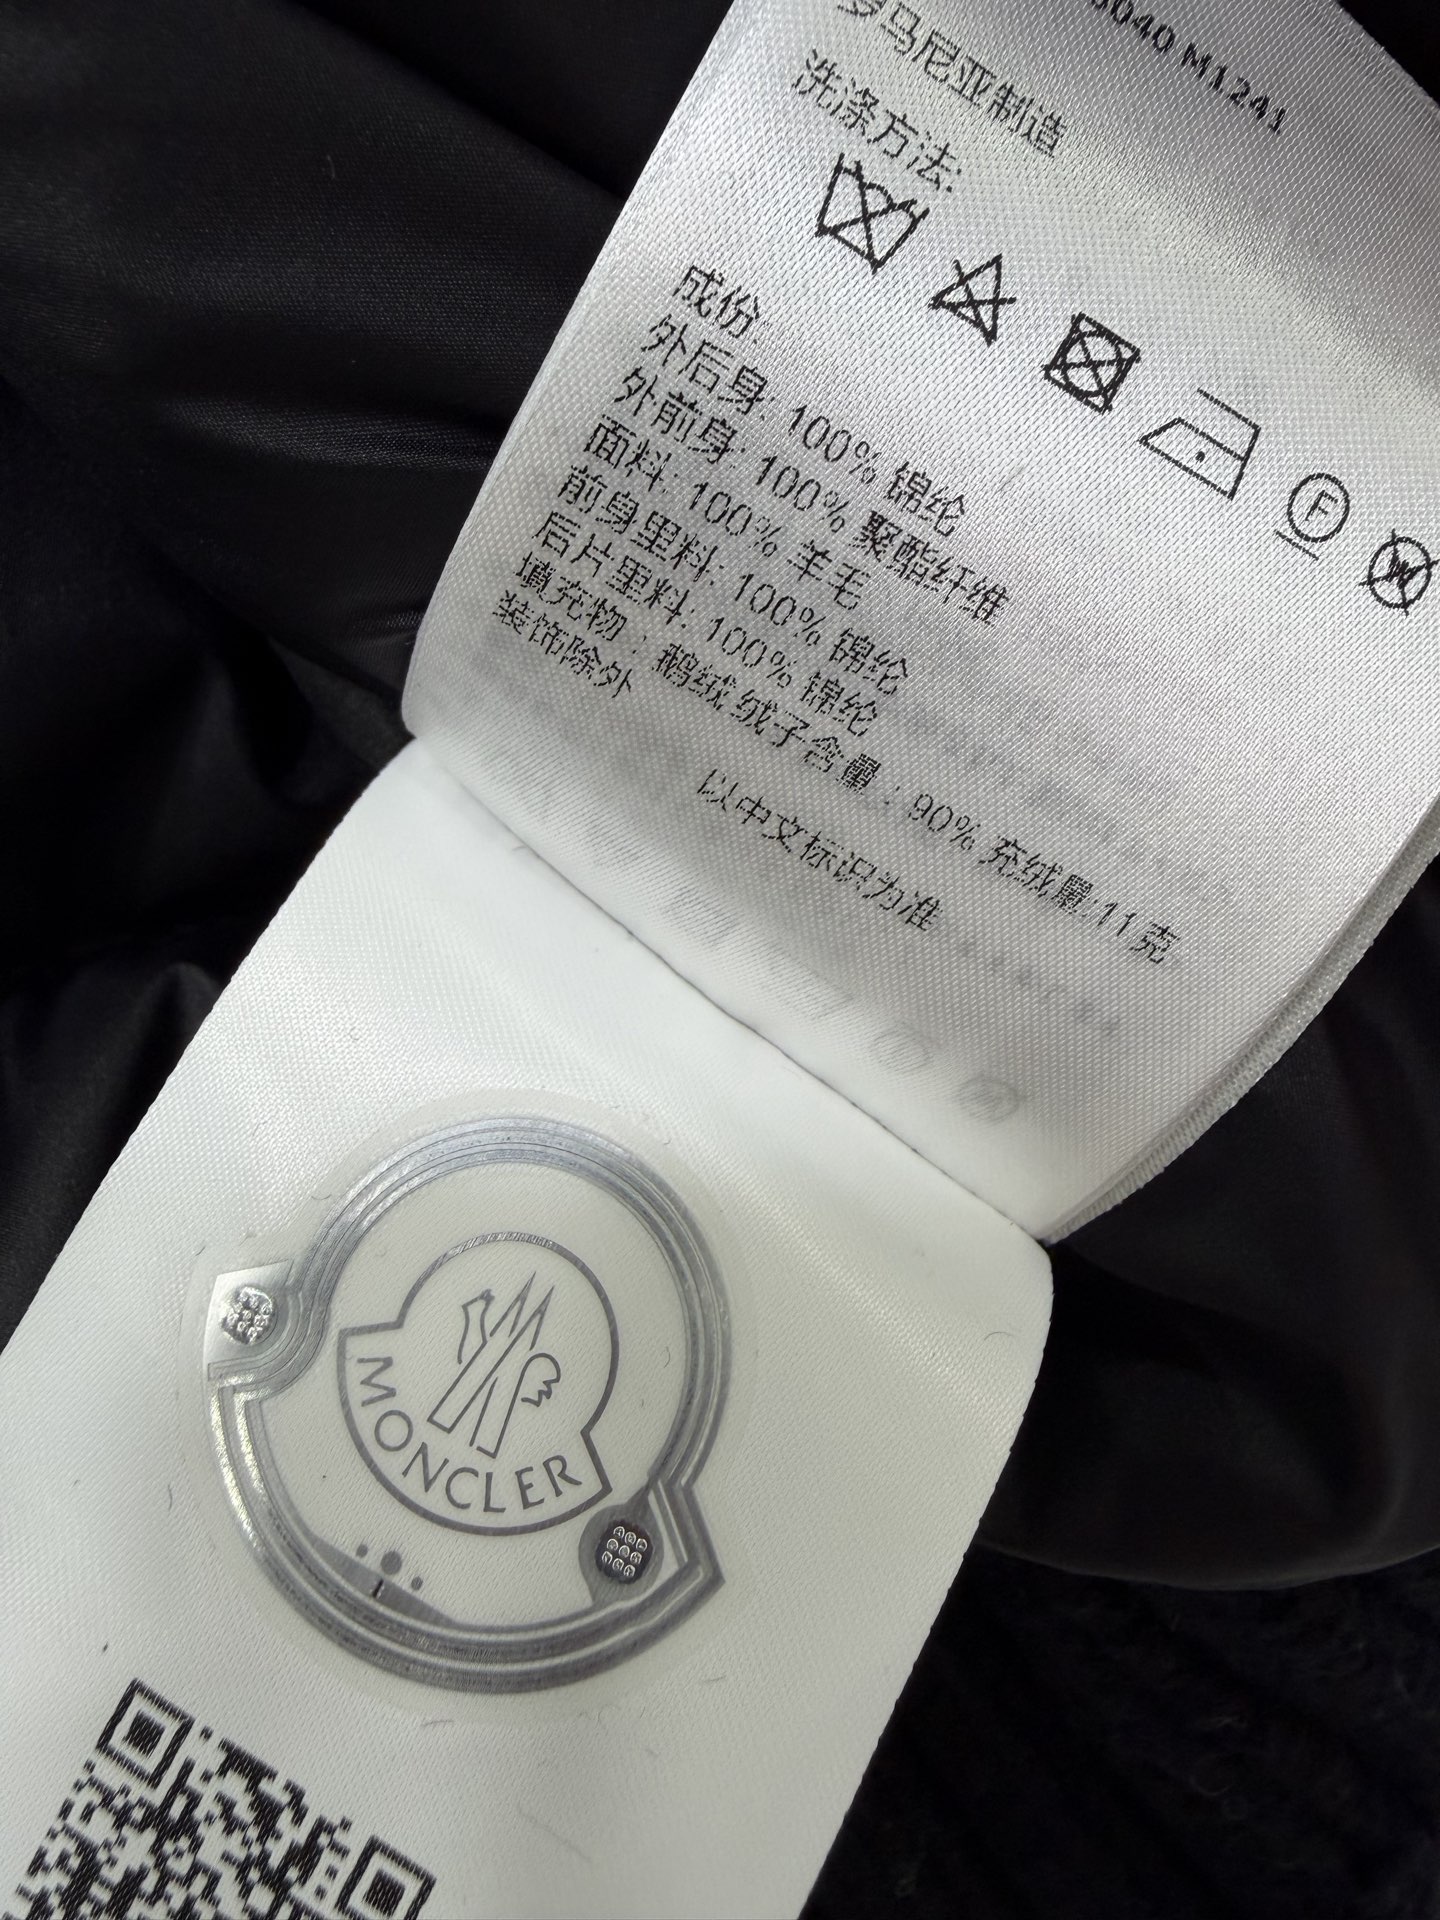 040 M1241
罗马尼亚制造
洗涤方法:
F
W
成份:
外后身: 100% 锦纶
外前身: 100% 聚酯纤维
面料: 100% 羊毛
前身里料: 100% 锦纶
后片里料: 100% 锦纶
填充物: 鹅绒 绒子含量: 90% 充绒量:11 克
装饰除外
以中文标识为准
MONCLER